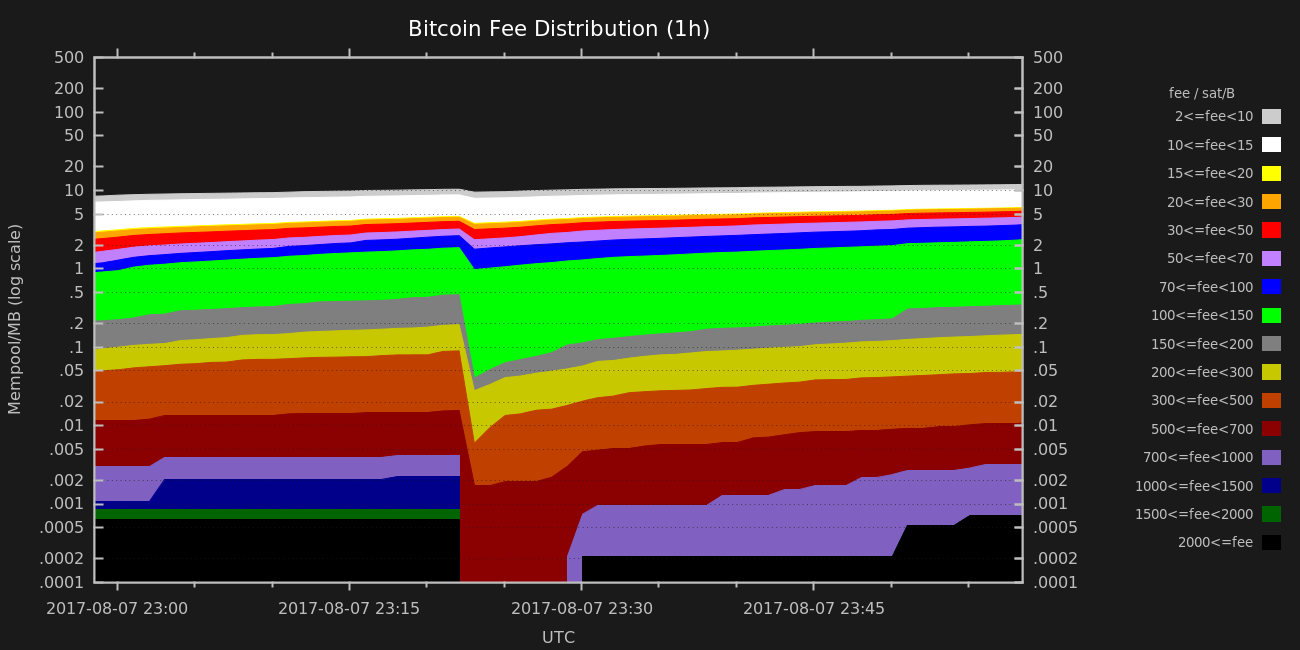 Bitcoin Fee Distribution (1h)
Mempool/MB (log scale)
500
200
100
50
20
10
5
2
1
.5
.2
.1
.05
.02
.01
.005
.002
.001
.0005
.0002
.0001
500
200
100
50
20
10
5
2
1
.5
.2
.1
.05
.02
.01
.005
.002
.001
.0005
.0002
.0001
2017-08-07 23:00
2017-08-07 23:15
2017-08-07 23:30
2017-08-07 23:45
UTC
fee / sat/B
2<=fee<10
10<=fee<15
15<=fee<20
20<=fee<30
30<=fee<50
50<=fee<70
70<=fee<100
100<=fee<150
150<=fee<200
200<=fee<300
300<=fee<500
500<=fee<700
700<=fee<1000
1000<=fee<1500
1500<=fee<2000
2000<=fee